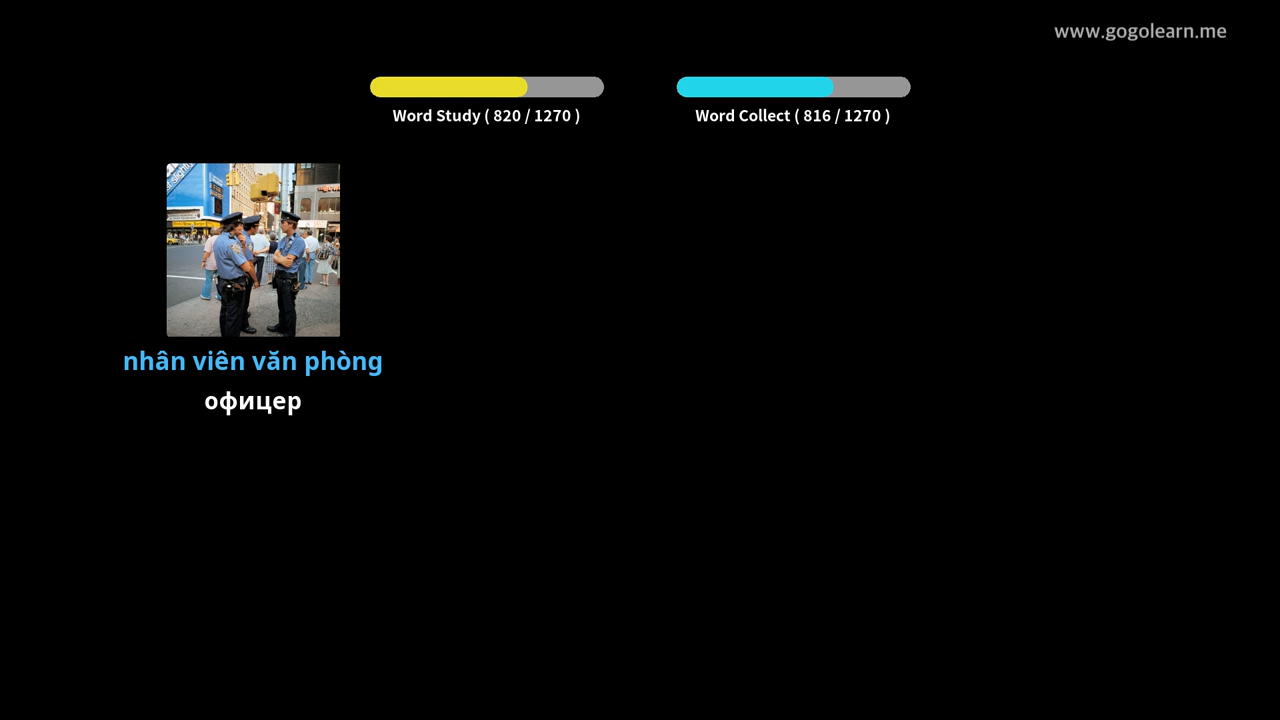 www.gogolearn.me
Word Study ( 820 / 1270 )
Word Collect ( 816 / 1270 )
nhân viên văn phòng
офицер